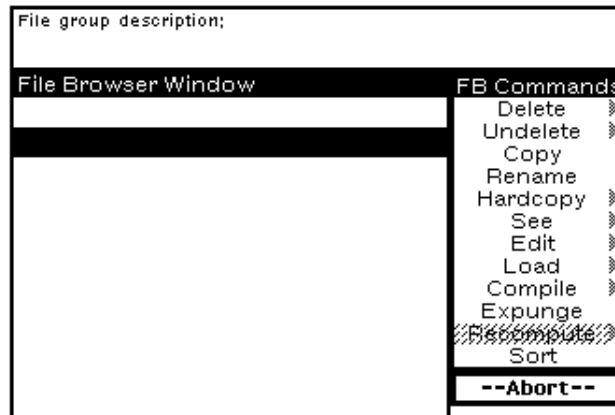 File group description:
File Browser Window
FB Commands
Delete
Undelete
Copy
Rename
Hardcopy
See
Edit
Load
Compile
Expunge
Recompute
Sort
--Abort--